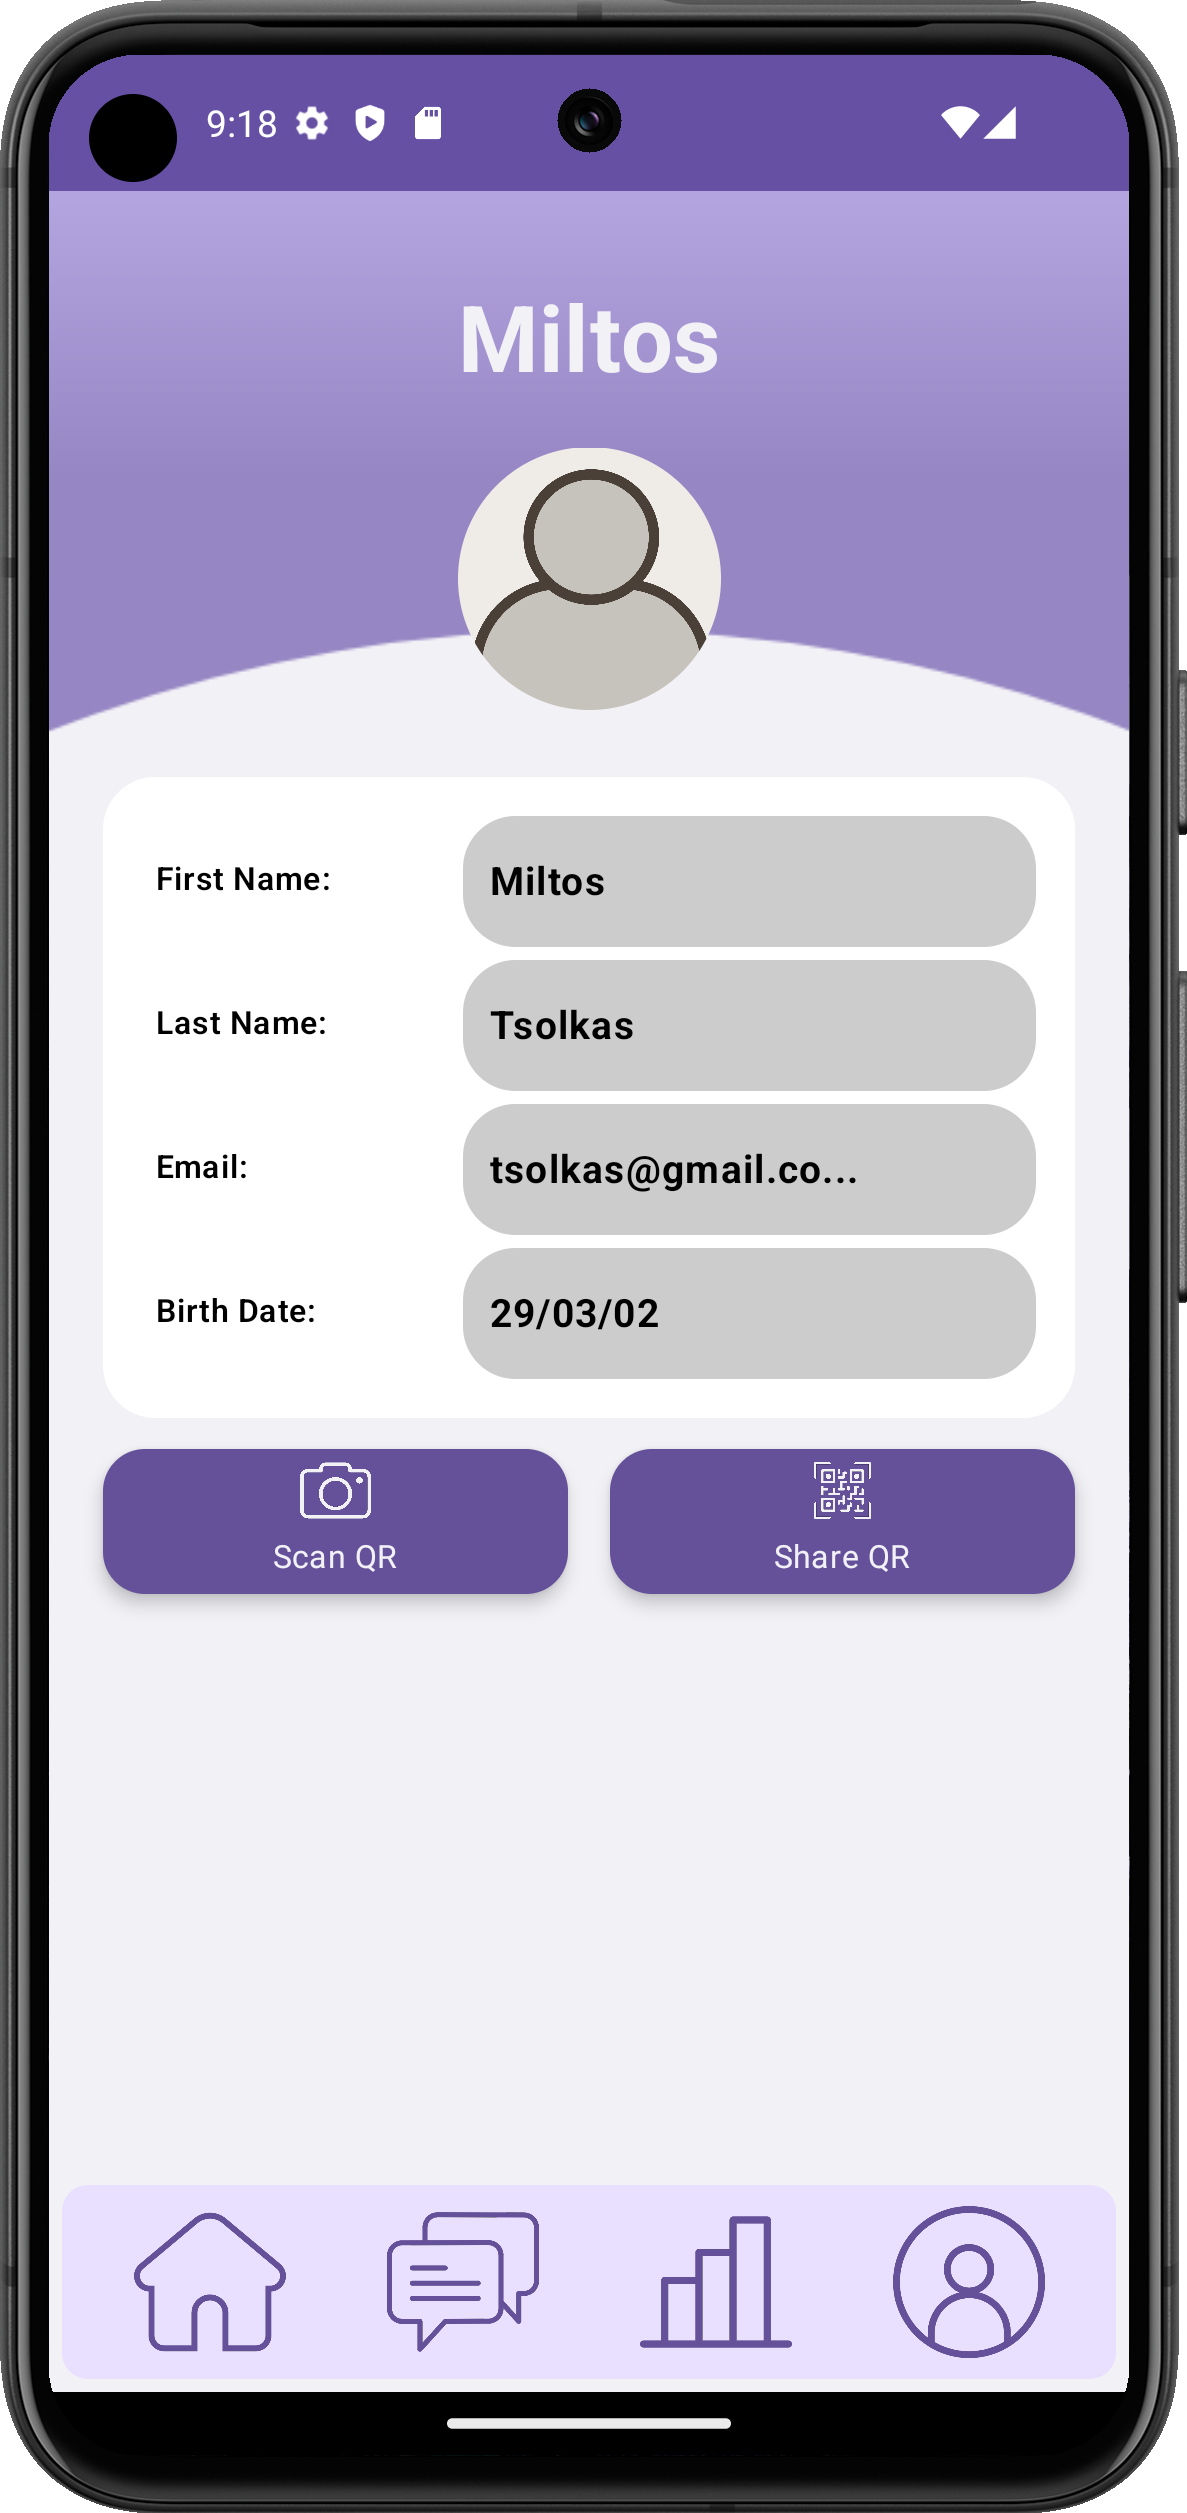 9:18
Miltos
First Name: Miltos
Last Name: Tsolkas
Email: tsolkas@gmail.co...
Birth Date: 29/03/02
Scan QR Share QR